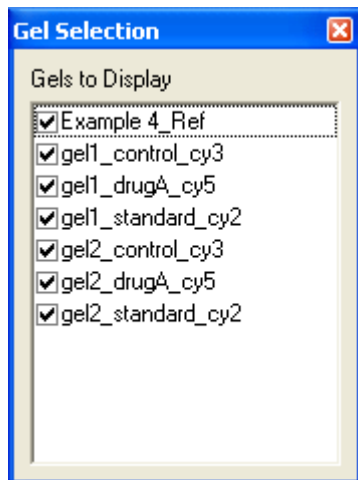 Gel Selection
Gels to Display
Example 4_Ref
gel1_control_cy3
gel1_drugA_cy5
gel1_standard_cy2
gel2_control_cy3
gel2_drugA_cy5
gel2_standard_cy2